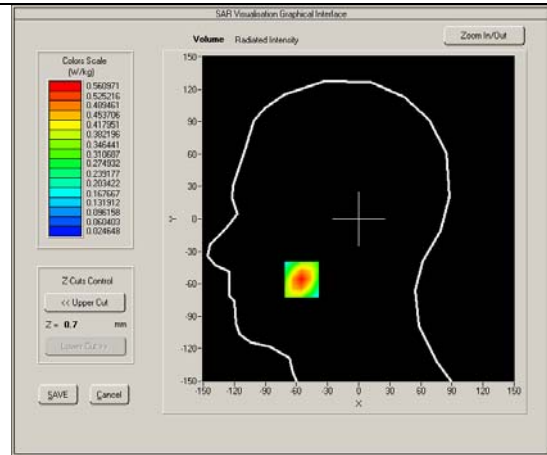 SAR Visualisation Graphical Interface
Volume Radiated Intensity
Zoom In/Out
Colors Scale
(W/kg)
0.560971
0.525216
0.489461
0.453706
0.417951
0.382196
0.346441
0.310687
0.274932
0.239177
0.203422
0.167667
0.131912
0.096158
0.060403
0.024648
Z Cuts Control
<< Upper Cut
Z = 0.7 mm
Lower Cut >>
SAVE Cancel
150-
120-
90-
60-
30-
0-
-30-
-60-
-90-
-120-
-150-
Y
-150 -120 -90 -60 -30 0 30 60 90 120 150
X